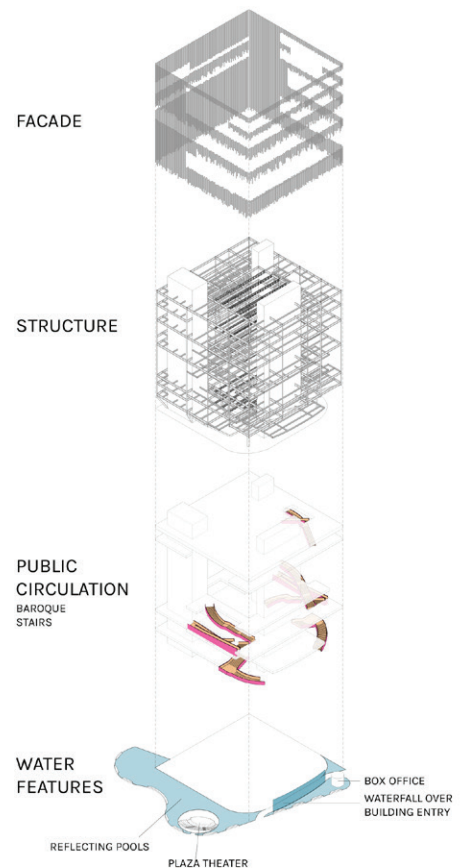 FACADE
STRUCTURE
PUBLIC
CIRCULATION
BAROQUE
STAIRS
WATER
FEATURES
BOX OFFICE
WATERFALL OVER
BUILDING ENTRY
REFLECTING POOLS
PLAZA THEATER